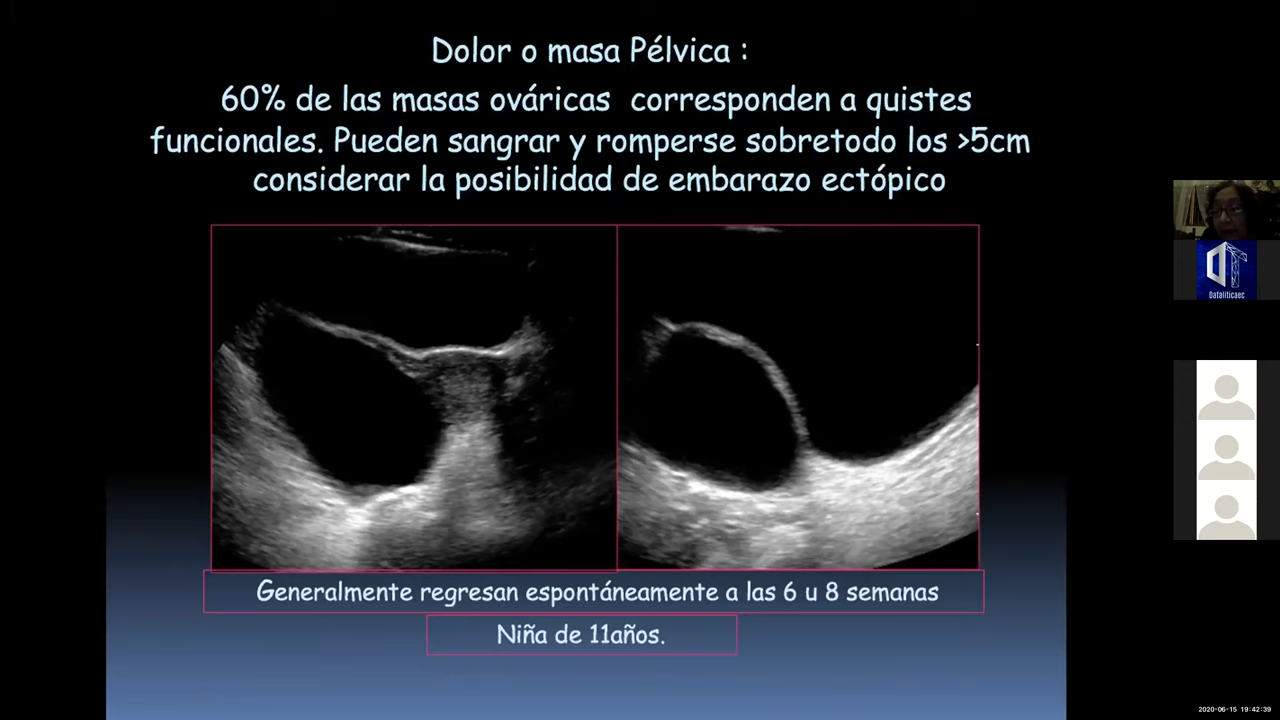 Dolor o masa Pélvica :
60% de las masas ováricas corresponden a quistes
funcionales. Pueden sangrar y romperse sobretodo los >5cm
considerar la posibilidad de embarazo ectópico
Generalmente regresan espontáneamente a las 6 u 8 semanas
Niña de 11años.
DT
Dataliticaec
2020-06-15 19:42:39